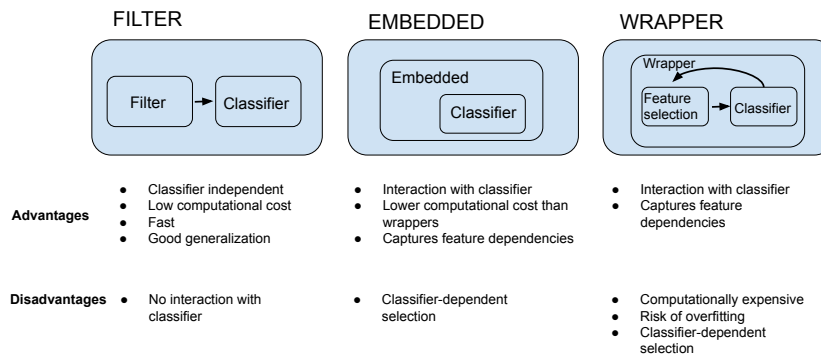 FILTER
EMBEDDED
WRAPPER
Filter
Classifier
Embedded
Classifier
Wrapper
Feature
selection
Classifier
Advantages
● Classifier independent
● Low computational cost
● Fast
● Good generalization
● Interaction with classifier
● Lower computational cost than
wrappers
● Captures feature dependencies
● Interaction with classifier
● Captures feature
dependencies
Disadvantages
● No interaction with
classifier
● Classifier-dependent
selection
● Computationally expensive
● Risk of overfitting
● Classifier-dependent
selection